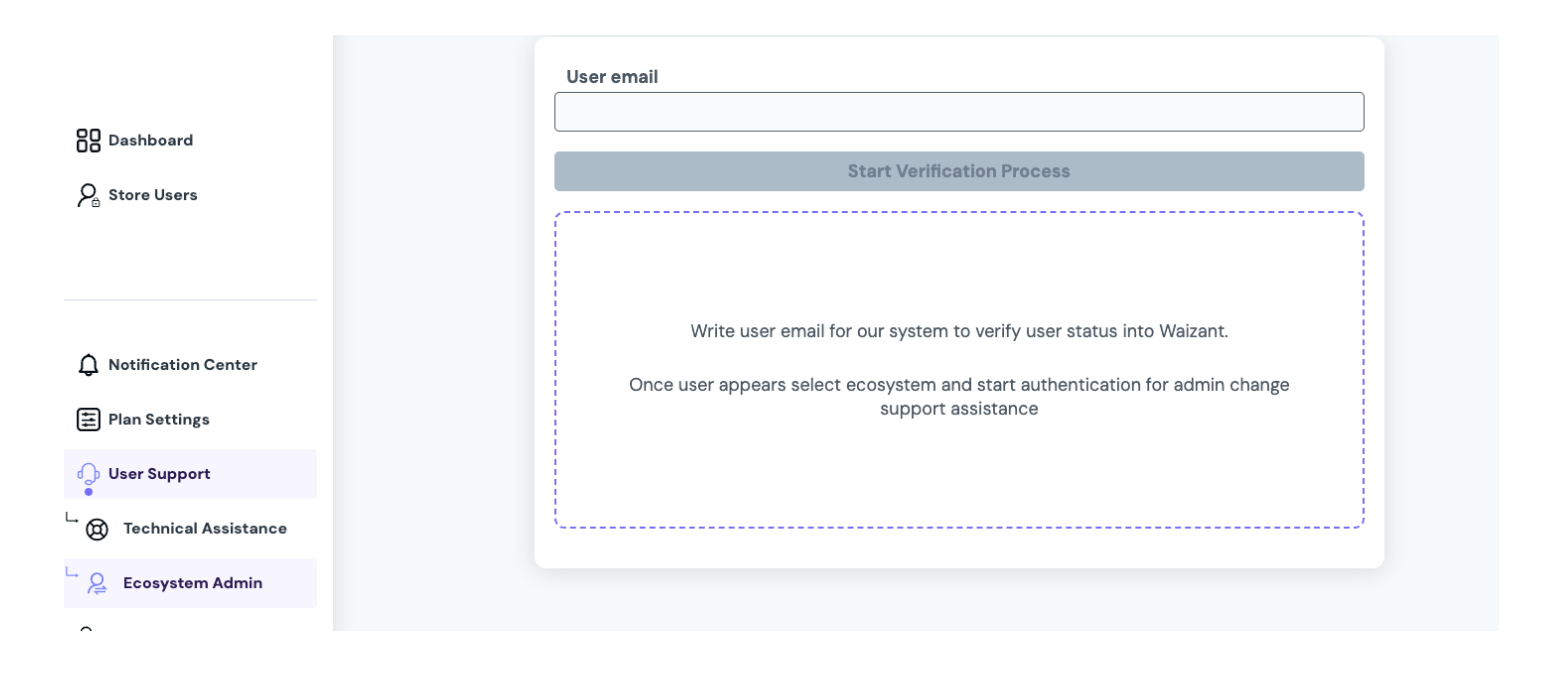 Dashboard
Store Users
Notification Center
Plan Settings
User Support
Technical Assistance
Ecosystem Admin
User email
Start Verification Process
Write user email for our system to verify user status into Waizant.
Once user appears select ecosystem and start authentication for admin change
support assistance